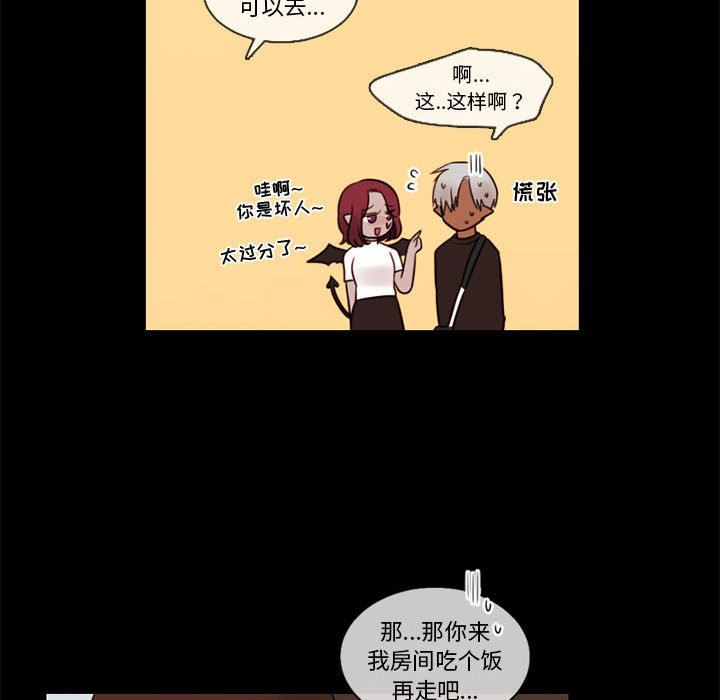 可以去...
啊...
这..这样啊？
哇啊~
你是坏人~
太过分了~
慌张
那...那你来
我房间吃个饭
再走吧...